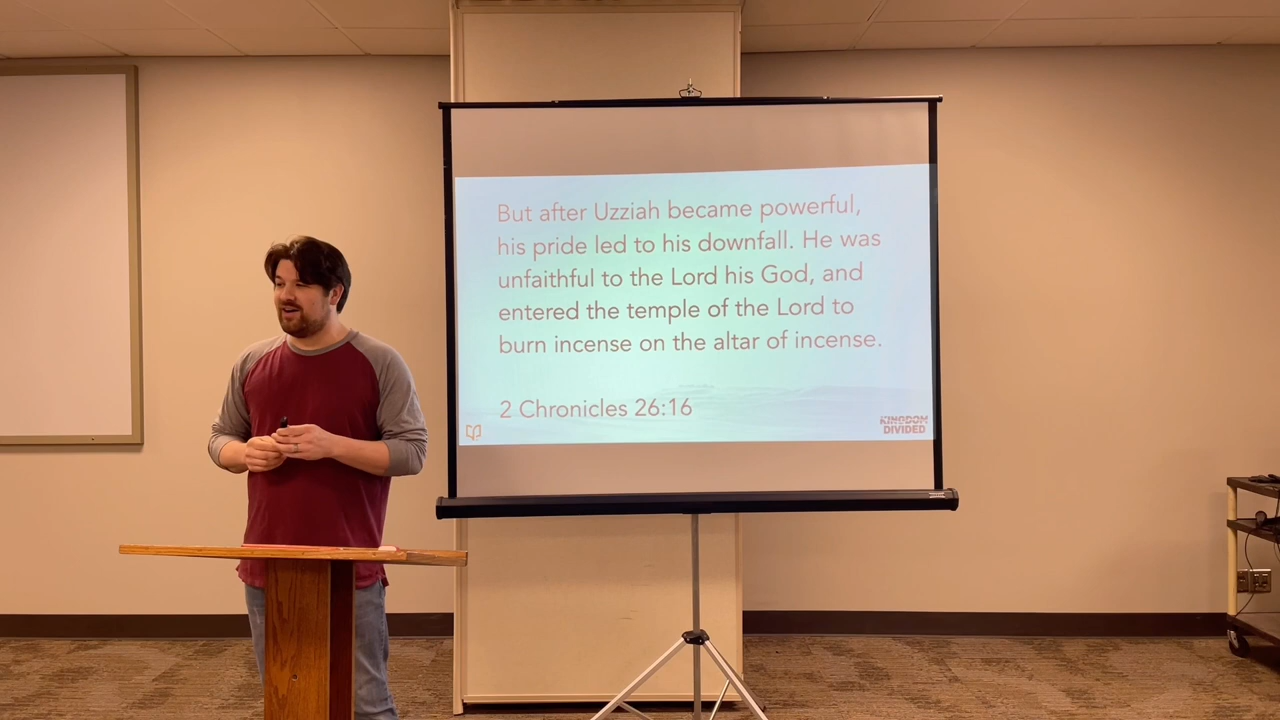 But after Uzziah became powerful,
his pride led to his downfall. He was
unfaithful to the Lord his God, and
entered the temple of the Lord to
burn incense on the altar of incense.
2 Chronicles 26:16
KINGDOM
DIVIDED